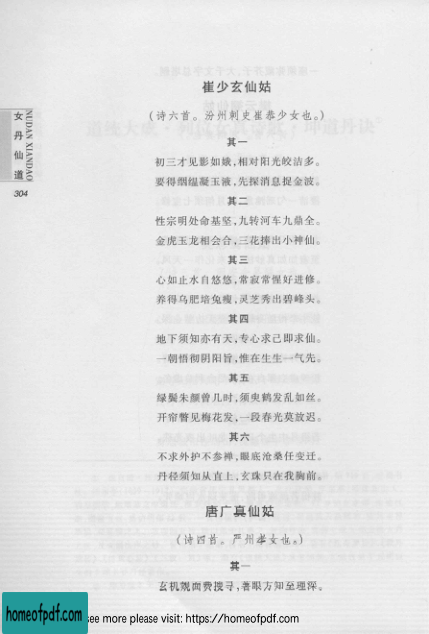 崔少玄仙姑
(诗六首。汾州刺史崔恭少女也。)
其一
初三才见影如娥,相对阳光皎洁多。
要得絪缊凝玉液,先探消息捉金波。
其二
性宗明处命基坚,九转河车九鼎全。
金虎玉龙相会合,三花捧出小神仙。
其三
心如止水自悠悠,常寂常惺好进修。
养得乌肥培兔瘦,灵芝秀出碧峰头。
其四
地下须知亦有天,专心求己即求仙。
一朝悟彻阴阳旨,惟在生生一气先。
其五
绿鬓朱颜曾几时,须臾鹤发乱如丝。
开帘瞥见梅花发,一段春光莫放迟。
其六
不求外护不参禅,眼底沧桑任变迁。
丹径须知从直上,玄珠只在我胸前。
唐广真仙姑
(诗四首。严州孝女也。)
其一
玄机觌面费搜寻,著眼方知至理深。
NUDAN XIANDAO
女丹仙道
304
homeofpdf.com
see more please visit: https://homeofpdf.com